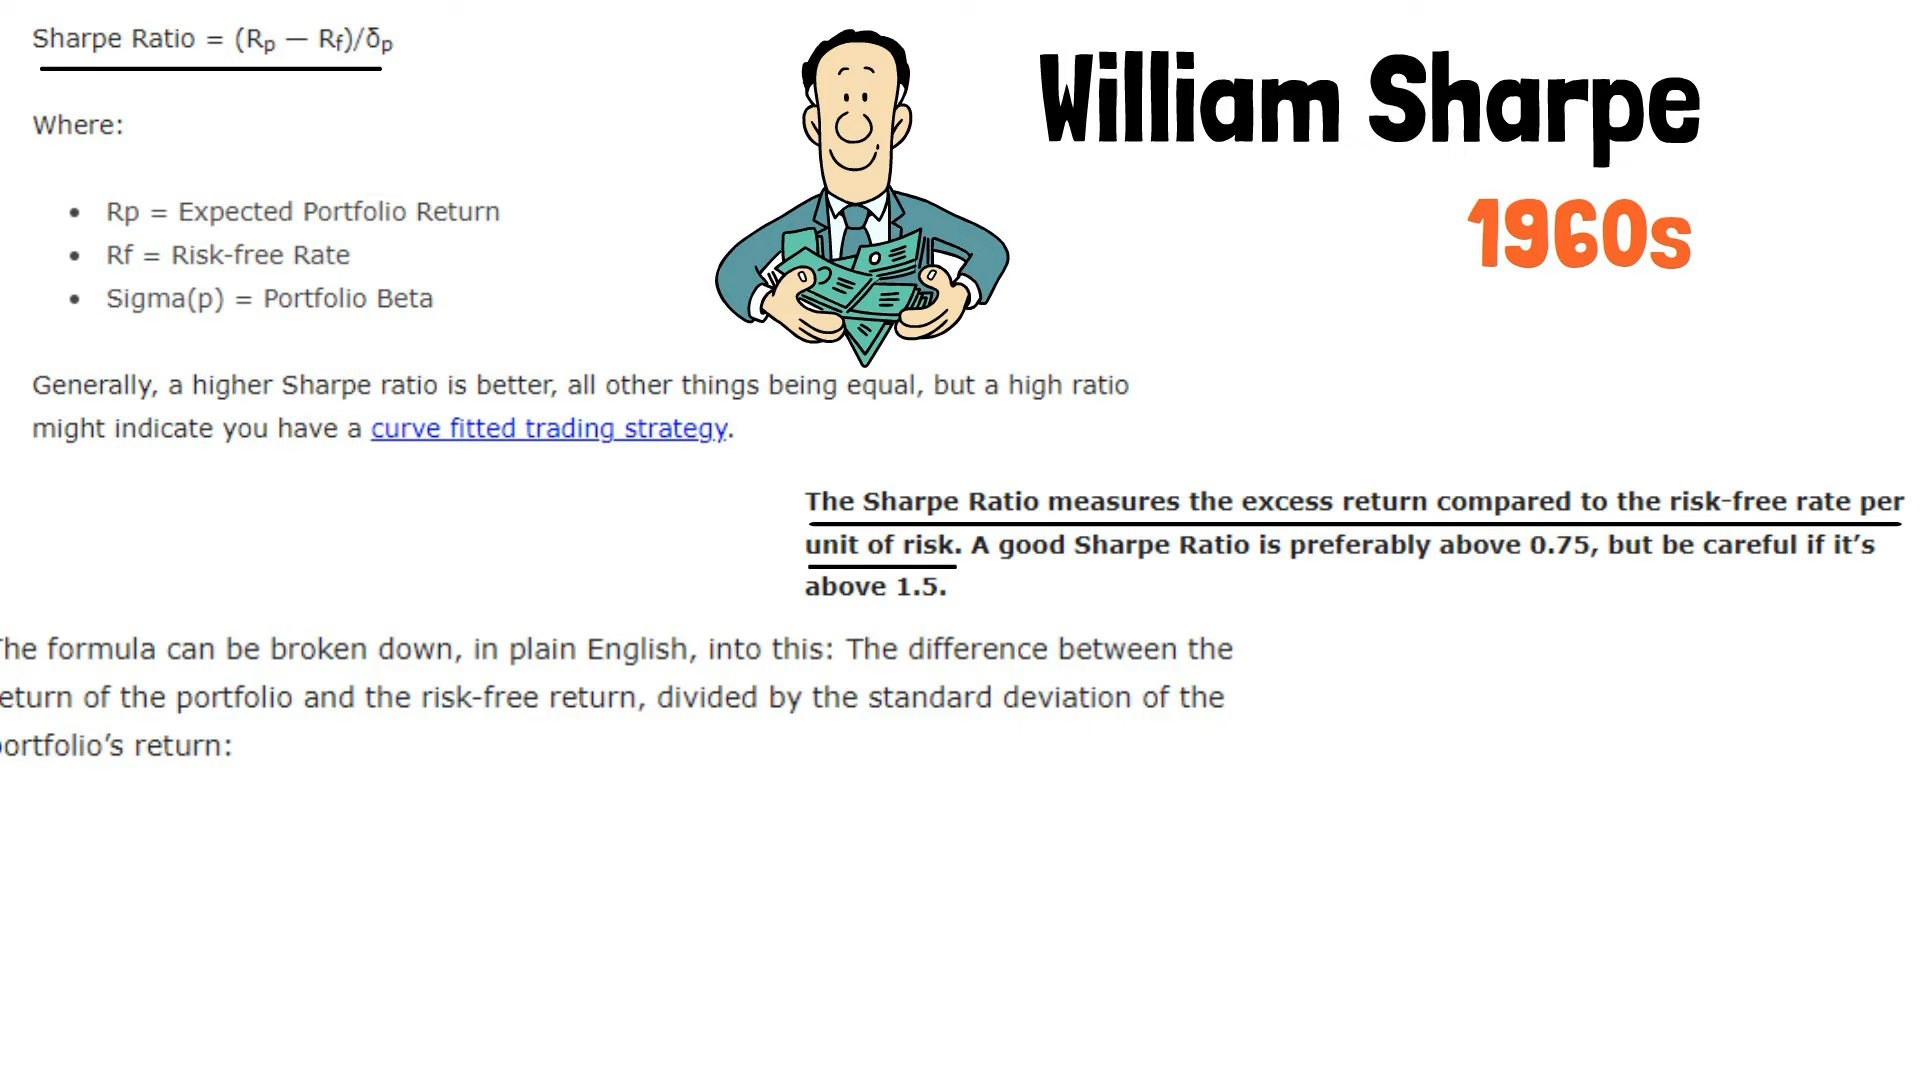 Sharpe Ratio = (Rp — Rf)/δp
Where:
• Rp = Expected Portfolio Return
• Rf = Risk-free Rate
• Sigma(p) = Portfolio Beta
William Sharpe
1960s
Generally, a higher Sharpe ratio is better, all other things being equal, but a high ratio
might indicate you have a curve fitted trading strategy.
The Sharpe Ratio measures the excess return compared to the risk-free rate per
unit of risk. A good Sharpe Ratio is preferably above 0.75, but be careful if it’s
above 1.5.
The formula can be broken down, in plain English, into this: The difference between the
eturn of the portfolio and the risk-free return, divided by the standard deviation of the
portfolio’s return: